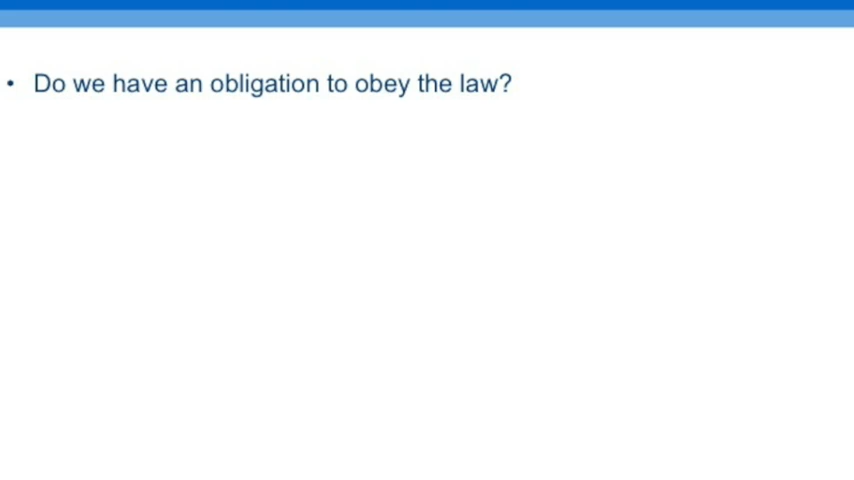 • Do we have an obligation to obey the law?